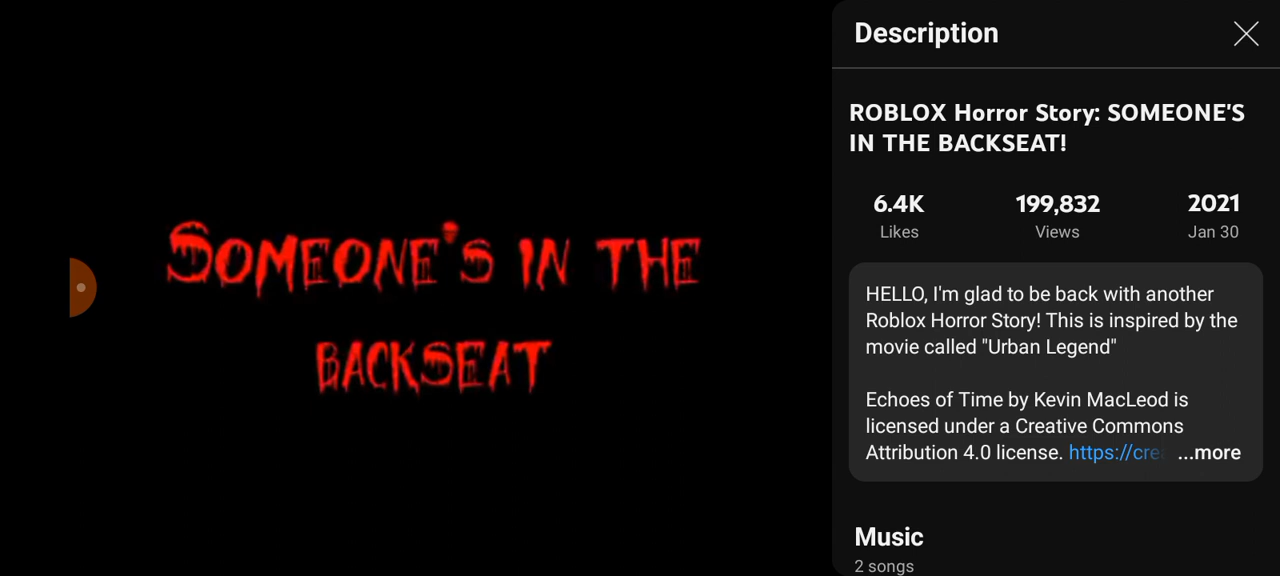 SOMEONE'S IN THE
BACKSEAT
Description
ROBLOX Horror Story: SOMEONE'S
IN THE BACKSEAT!
6.4K
Likes
199,832
Views
2021
Jan 30
HELLO, I'm glad to be back with another
Roblox Horror Story! This is inspired by the
movie called "Urban Legend"
Echoes of Time by Kevin MacLeod is
licensed under a Creative Commons
Attribution 4.0 license. https://cre ...more
Music
2 songs